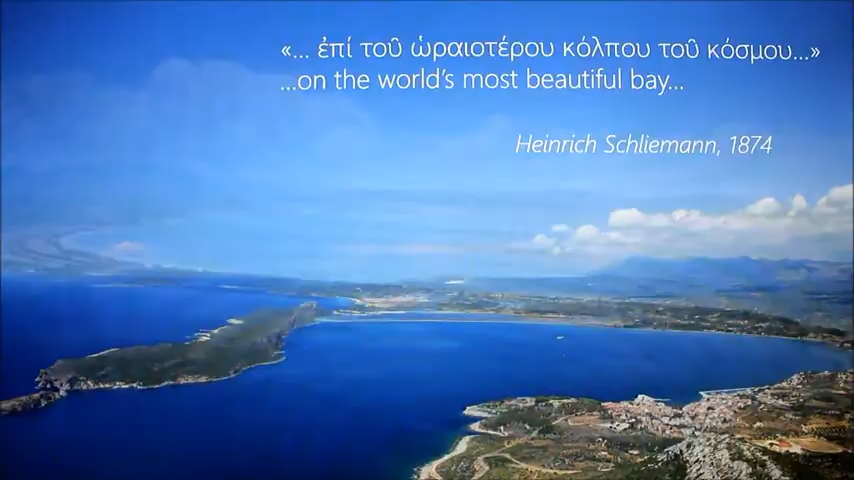 «... ἐπί τοῦ ὡραιοτέρου κόλπου τοῦ κόσμου...»
...on the world's most beautiful bay...
Heinrich Schliemann, 1874